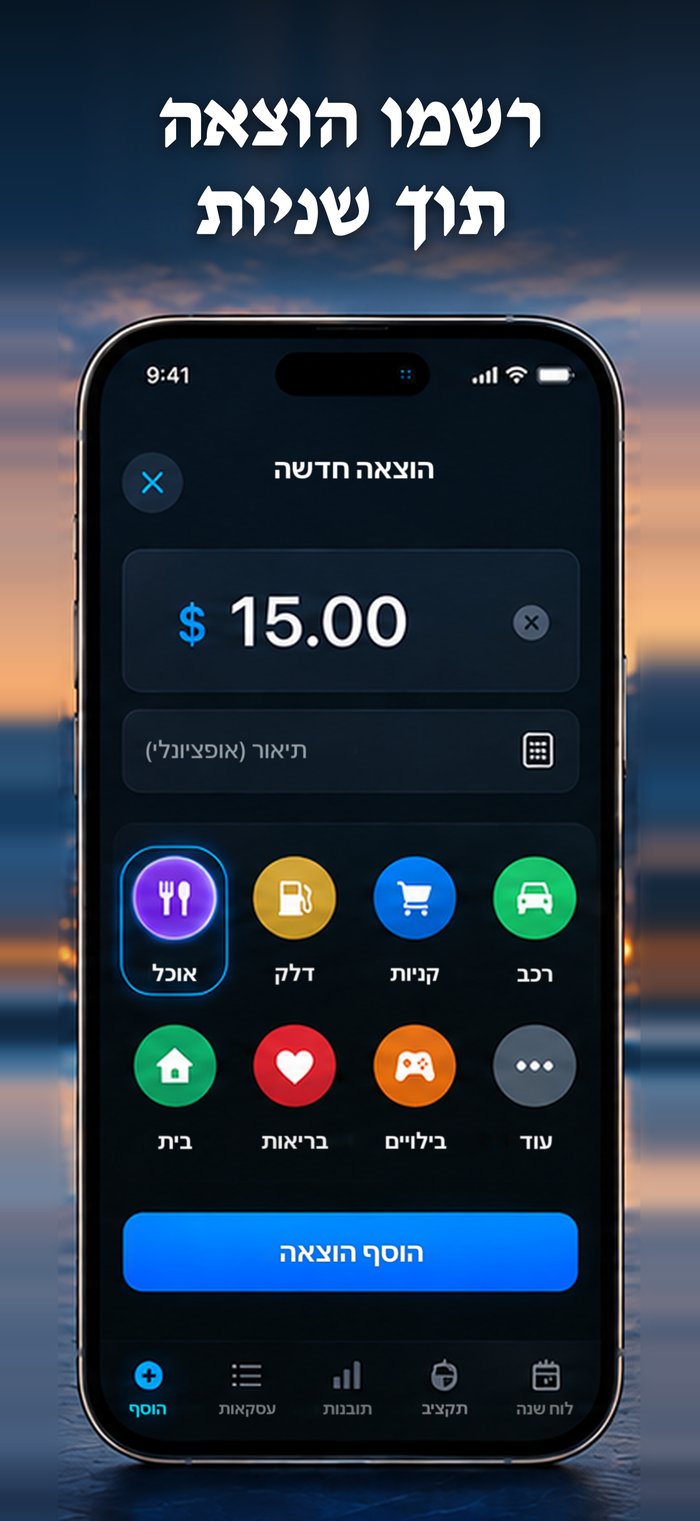 רשמו הוצאה
תוך שניות
9:41
הוצאה חדשה
$ 15.00
תיאור (אופציונלי)
אוכל דלק קניות רכב
בית בריאות בילויים עוד
הוסף הוצאה
הוסף עסקאות תובנות תקציב לוח שנה